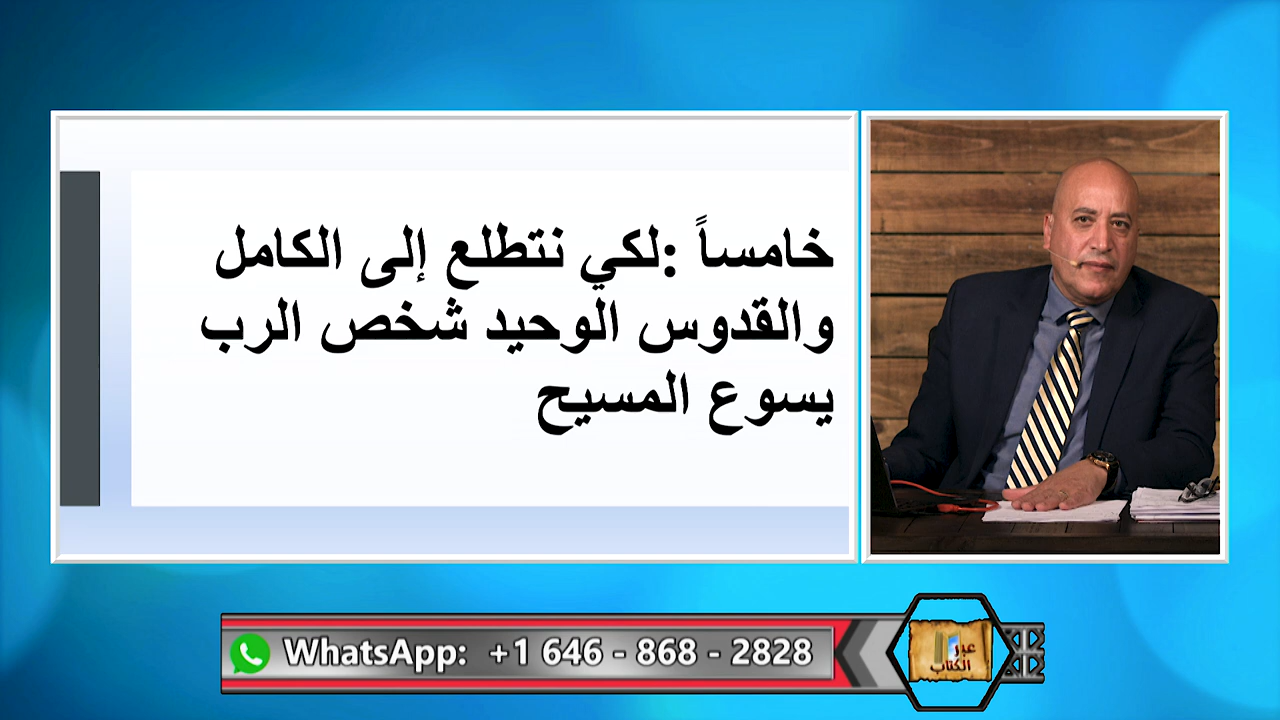 خامساً :لكي نتطلع إلى الكامل
والقدوس الوحيد شخص الرب
يسوع المسيح
WhatsApp: +1 646 - 868 - 2828
عبر
الكتاب